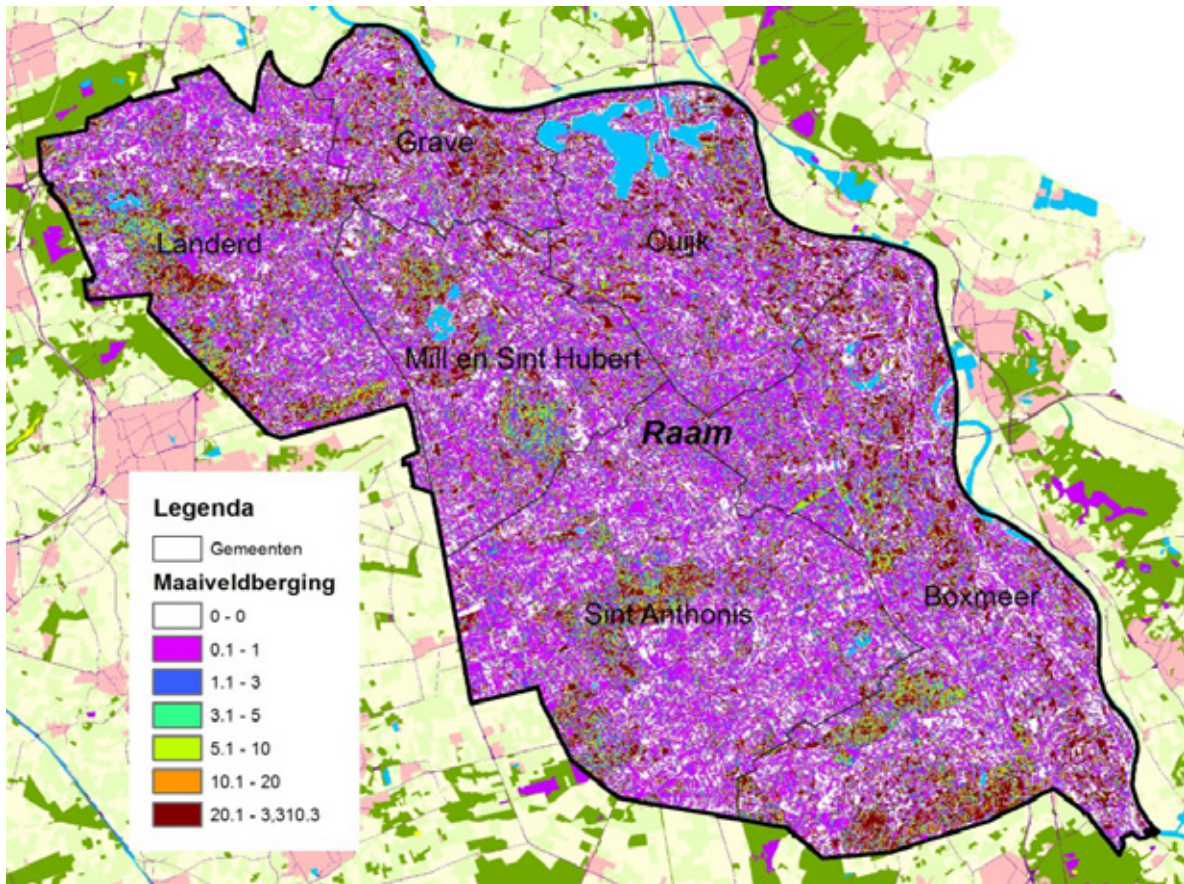 Grave
Landerd
Cuijk
Mill en Sint Hubert
Raam
Sint Anthonis
Boxmeer
Legenda
Gemeenten
Maaiveldberging
0 - 0
0.1 - 1
1.1 - 3
3.1 - 5
5.1 - 10
10.1 - 20
20.1 - 3,310.3